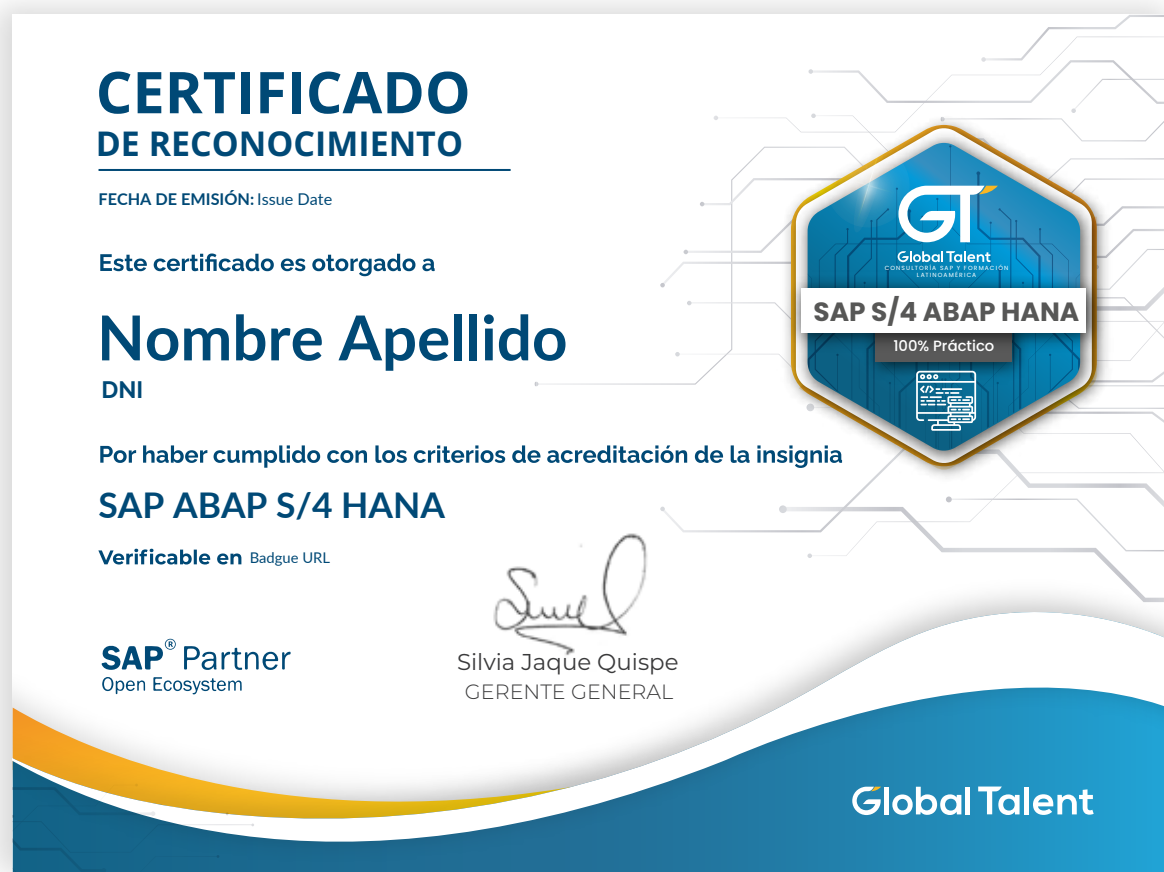 CERTIFICADO
DE RECONOCIMIENTO
FECHA DE EMISIÓN: Issue Date
Este certificado es otorgado a
Nombre Apellido
DNI
Por haber cumplido con los criterios de acreditación de la insignia
SAP ABAP S/4 HANA
Verificable en Badgue URL
SAP® Partner
Open Ecosystem
Silvia Jaque Quispe
GERENTE GENERAL
GT
Global Talent
CONSULTORÍA SAP Y FORMACIÓN
LATINOAMÉRICA
SAP S/4 ABAP HANA
100% Práctico
</>
Global Talent